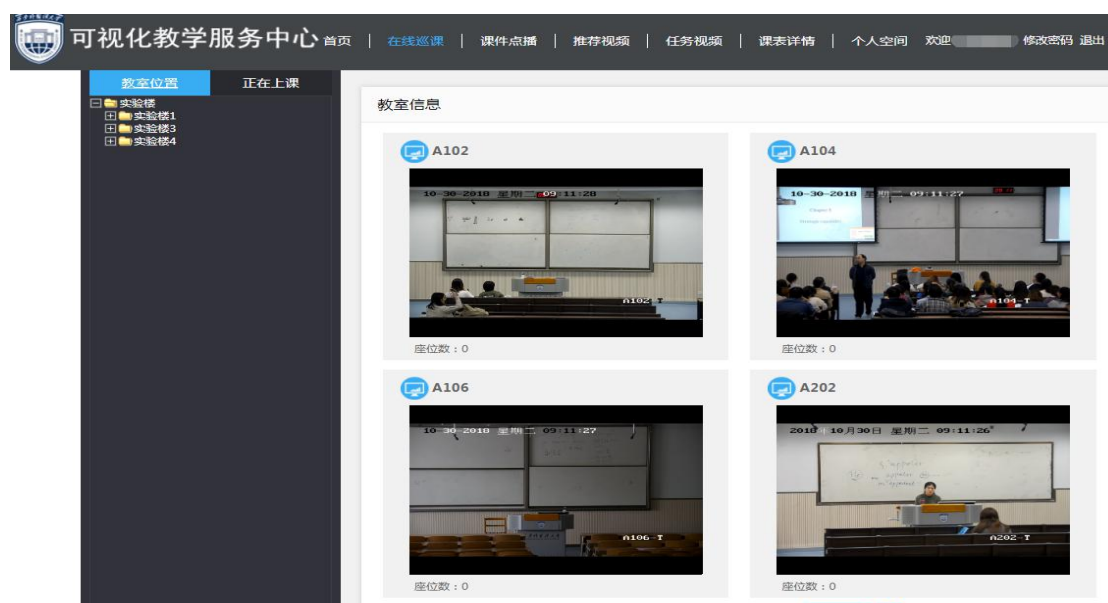 可视化教学服务中心 首页 | 在线巡课 | 课件点播 | 推荐视频 | 任务视频 | 课表详情 | 个人空间 欢迎 修改密码 退出
教室位置 正在上课
实验楼
实验楼1
实验楼3
实验楼4
教室信息
A102
10-30-2018 星期二 09:11:28
A102-T
座位数：0
A104
10-30-2018 星期二 09:11:27
A104-T
座位数：0
A106
10-30-2018 星期二 09:11:27
A106-T
座位数：0
A202
2018 10月30日 星期二 09:11:26
A202-T
座位数：0